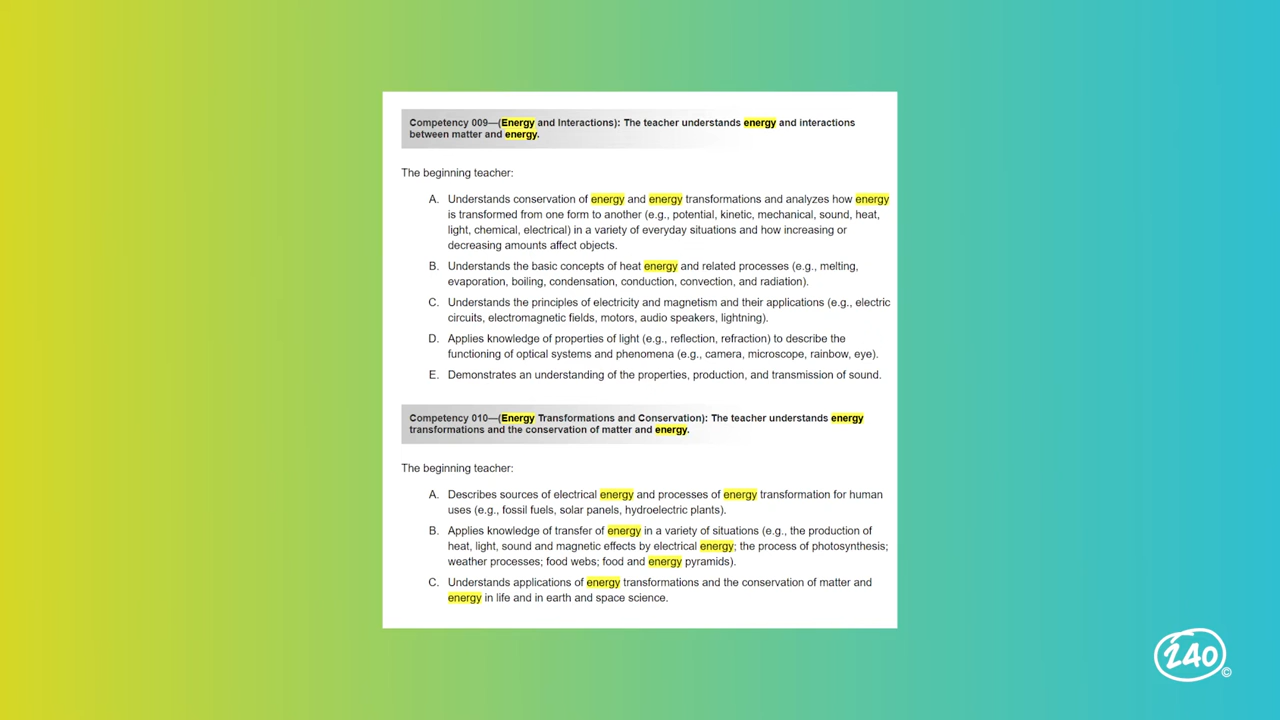 Competency 009—(Energy and Interactions): The teacher understands energy and interactions
between matter and energy.
The beginning teacher:
A. Understands conservation of energy and energy transformations and analyzes how energy
is transformed from one form to another (e.g., potential, kinetic, mechanical, sound, heat,
light, chemical, electrical) in a variety of everyday situations and how increasing or
decreasing amounts affect objects.
B. Understands the basic concepts of heat energy and related processes (e.g., melting,
evaporation, boiling, condensation, conduction, convection, and radiation).
C. Understands the principles of electricity and magnetism and their applications (e.g., electric
circuits, electromagnetic fields, motors, audio speakers, lightning).
D. Applies knowledge of properties of light (e.g., reflection, refraction) to describe the
functioning of optical systems and phenomena (e.g., camera, microscope, rainbow, eye).
E. Demonstrates an understanding of the properties, production, and transmission of sound.
Competency 010—(Energy Transformations and Conservation): The teacher understands energy
transformations and the conservation of matter and energy.
The beginning teacher:
A. Describes sources of electrical energy and processes of energy transformation for human
uses (e.g., fossil fuels, solar panels, hydroelectric plants).
B. Applies knowledge of transfer of energy in a variety of situations (e.g., the production of
heat, light, sound and magnetic effects by electrical energy; the process of photosynthesis;
weather processes; food webs; food and energy pyramids).
C. Understands applications of energy transformations and the conservation of matter and
energy in life and in earth and space science.
240 ©